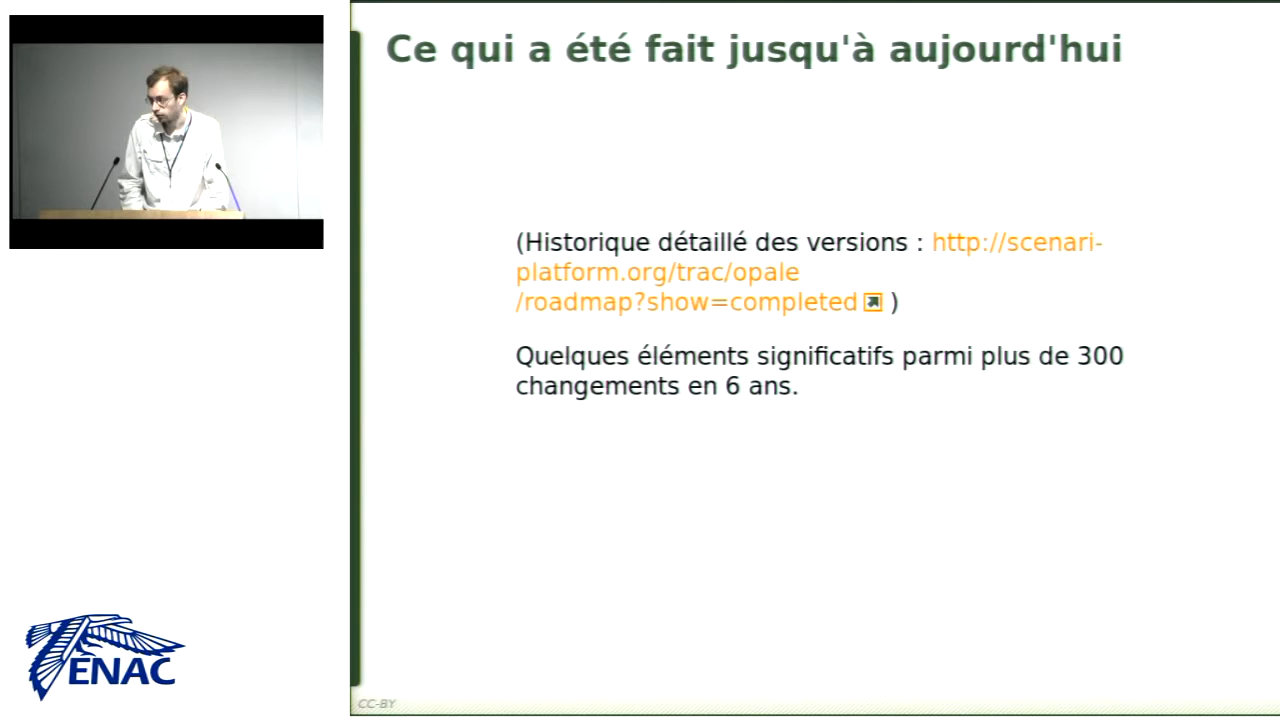 Ce qui a été fait jusqu'à aujourd'hui
(Historique détaillé des versions : http://scenari-
platform.org/trac/opale
/roadmap?show=completed )
Quelques éléments significatifs parmi plus de 300
changements en 6 ans.
ENAC
CC-BY